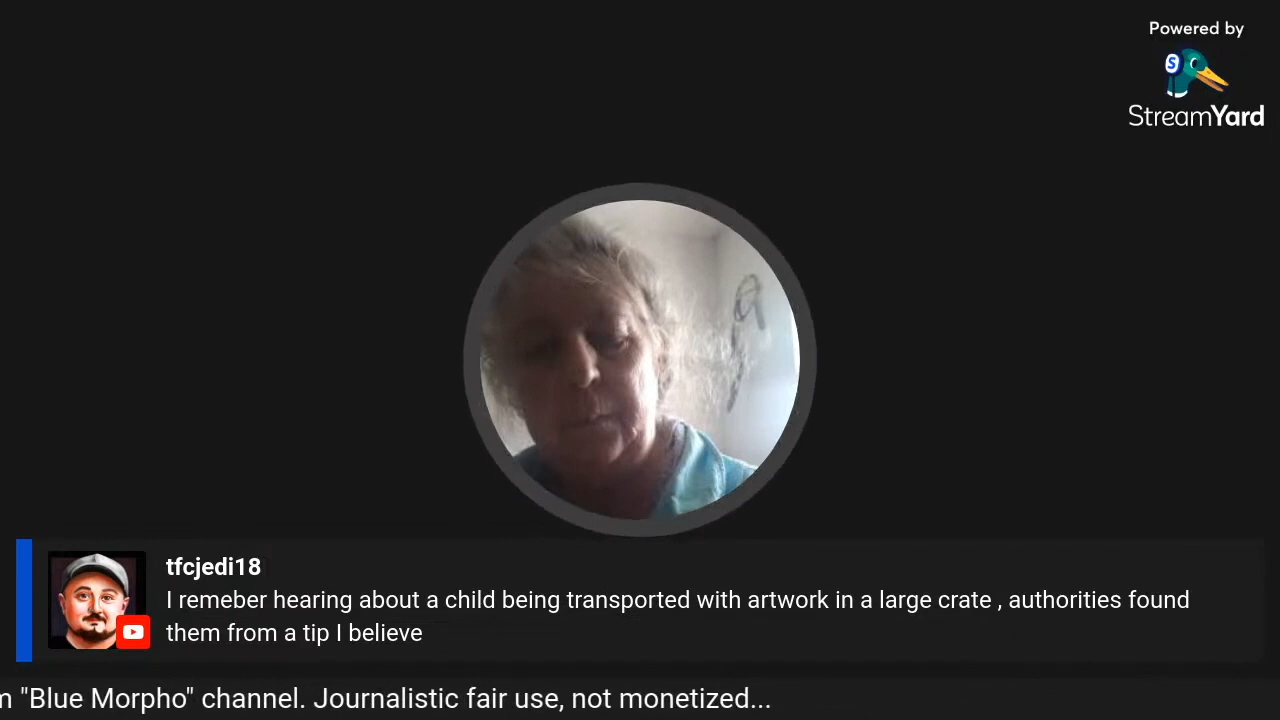 Powered by
S
StreamYard
tfcjedi18
I remeber hearing about a child being transported with artwork in a large crate , authorities found
them from a tip I believe
"Blue Morpho" channel. Journalistic fair use, not monetized...